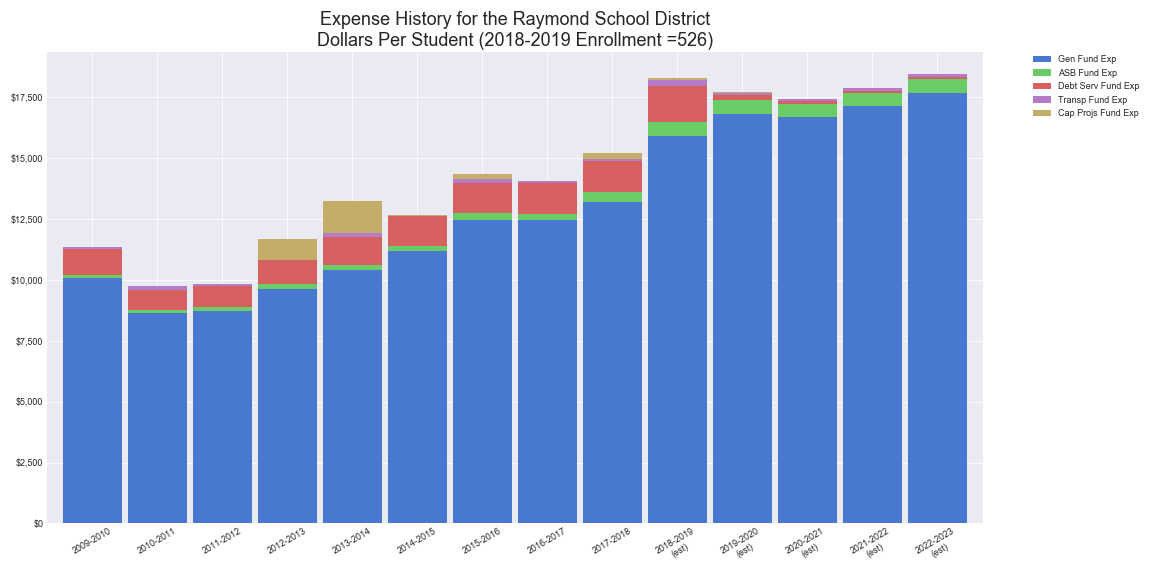 Expense History for the Raymond School District
Dollars Per Student (2018-2019 Enrollment =526)
Gen Fund Exp
ASB Fund Exp
Debt Serv Fund Exp
Transp Fund Exp
Cap Projs Fund Exp
$17,500
$15,000
$12,500
$10,000
$7,500
$5,000
$2,500
$0
2009-2010
2010-2011
2011-2012
2012-2013
2013-2014
2014-2015
2015-2016
2016-2017
2017-2018
2018-2019
(est)
2019-2020
(est)
2020-2021
(est)
2021-2022
(est)
2022-2023
(est)